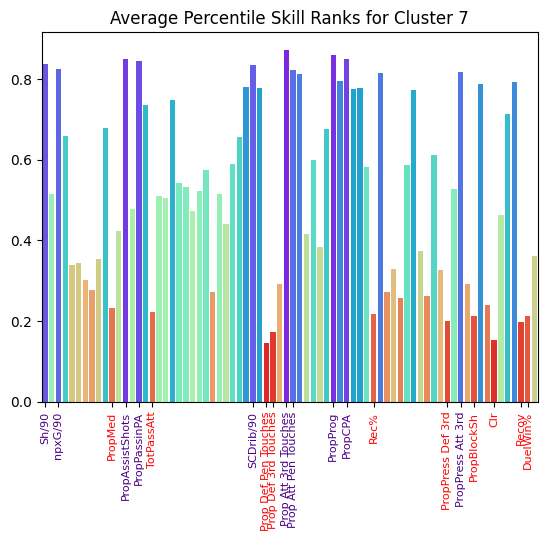 Average Percentile Skill Ranks for Cluster 7
0.8
0.6
0.4
0.2
0.0
Sh/90
npxG/90
PropMed
PropAssistShots
PropPassinPA
TotPassAtt
SCDrib/90
Prop Def Pen Touches
Prop Def 3rd Touches
Prop Att 3rd Touches
Prop Att Pen Touches
PropProg
PropCPA
Rec%
PropPress Def 3rd
PropPress Att 3rd
PropBlockSh
Clr
Recov
DuelWin%